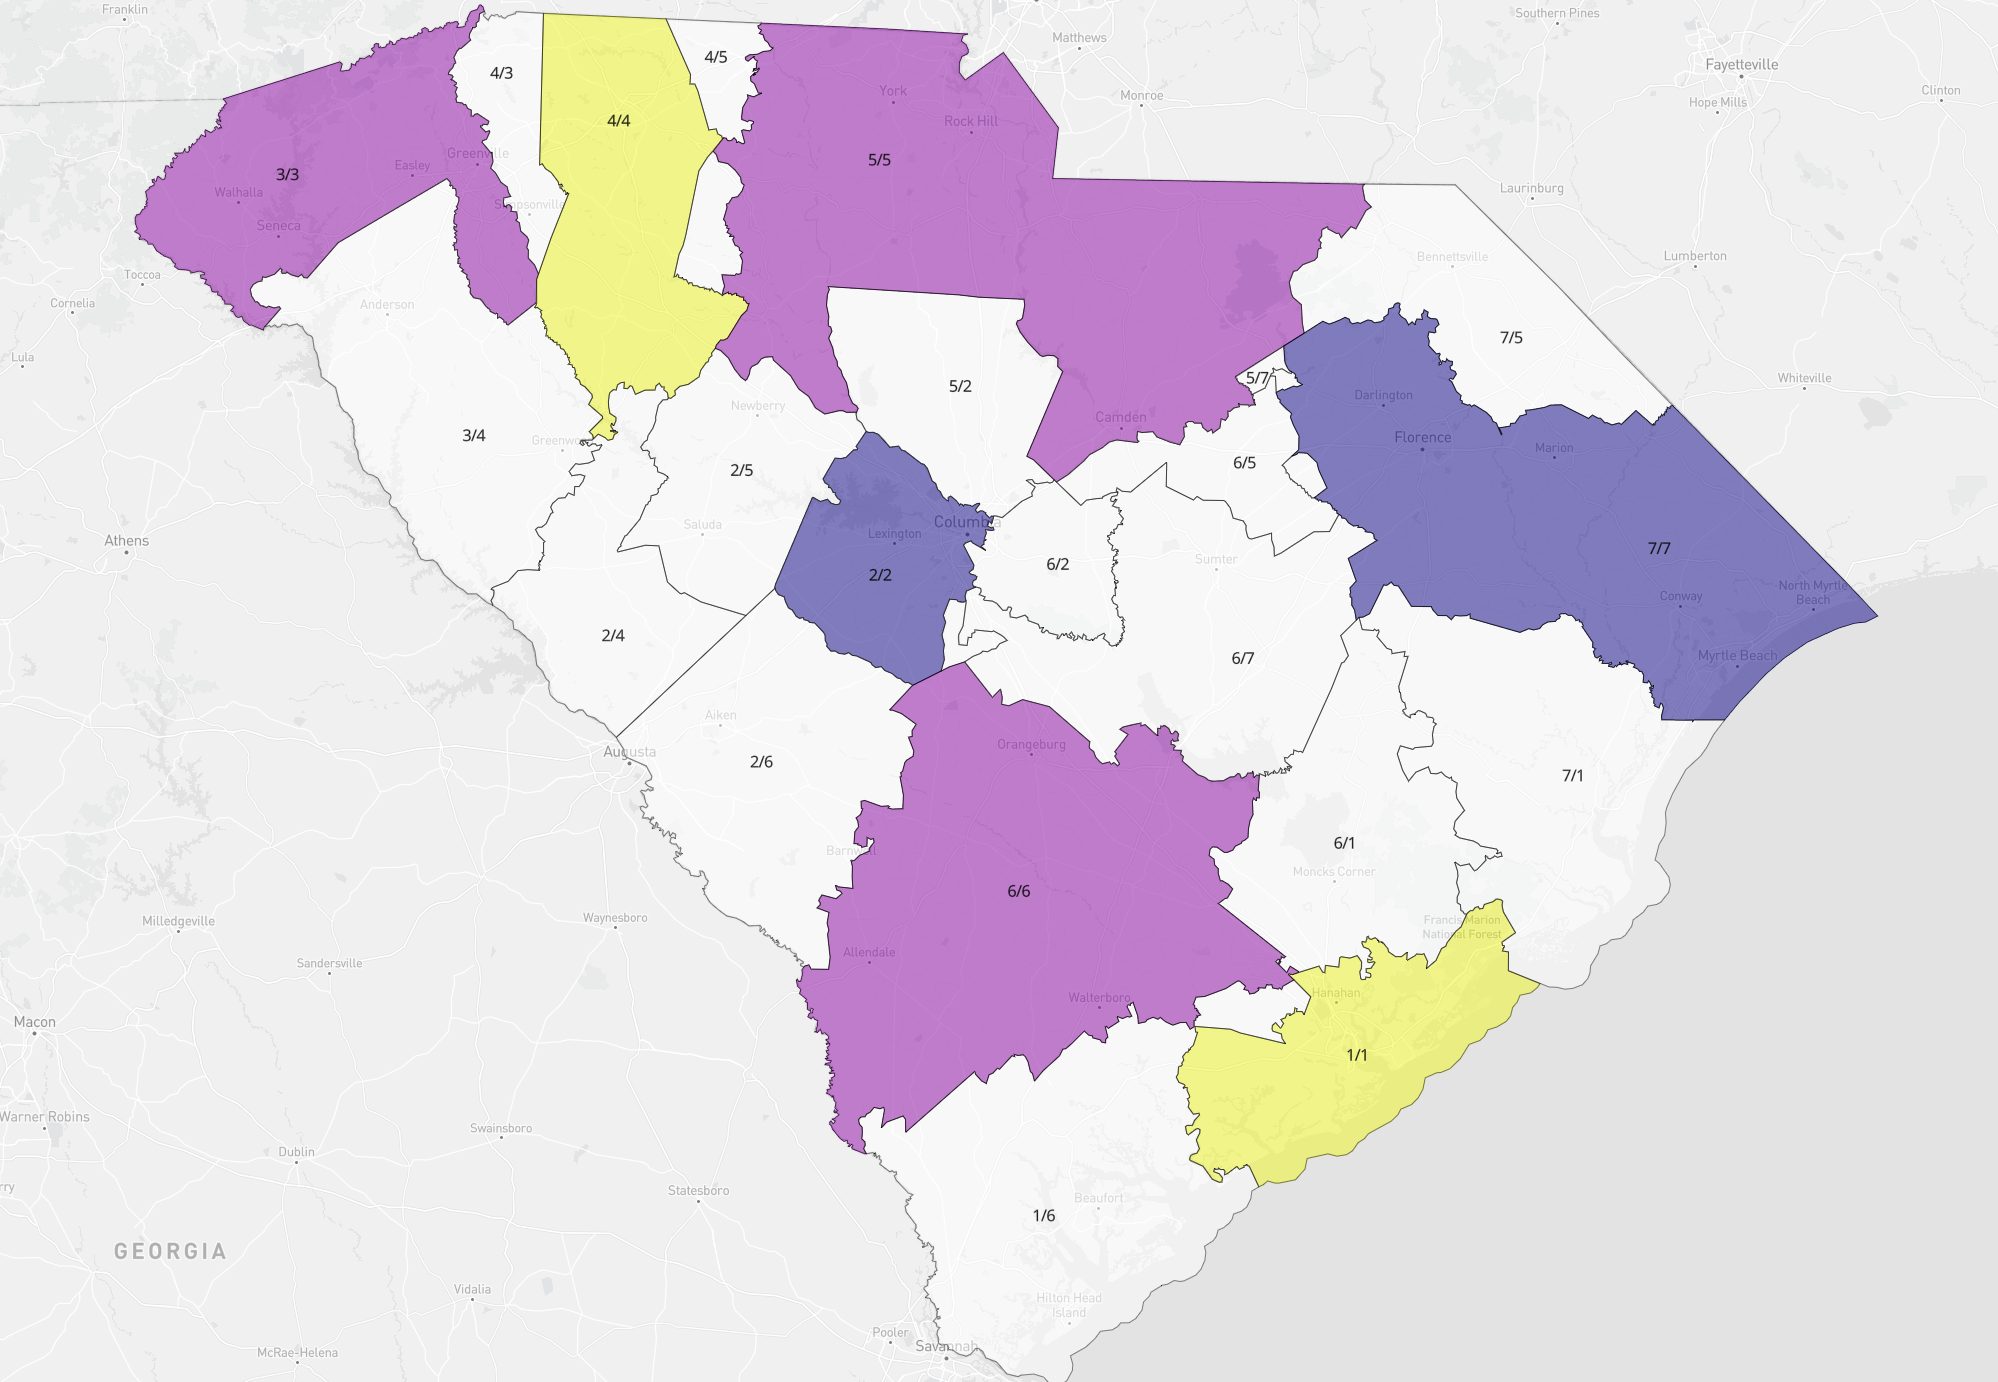 Franklin
Southern Pines
Matthews
Fayetteville
4/3
4/5
York
Monroe
Clinton
Hope Mills
4/4
Rock Hill
Greenville
5/5
Easley
3/3
Walhalla
Laurinburg
Simpsonville
Seneca
Bennettsville
Lumberton
Toccoa
Cornelia
Anderson
7/5
Lula
5/7
5/2
Whiteville
Darlington
Newberry
Camden
3/4
Florence
Marion
6/5
2/5
Saluda
Columbia
Lexington
Athens
7/7
Sumter
6/2
2/2
North Myrtle
Beach
Conway
2/4
6/7
Myrtle Beach
Aiken
Orangeburg
Augusta
2/6
7/1
6/1
Moncks Corner
6/6
Waynesboro
Milledgeville
Francis Marion
National Forest
Allendale
Sandersville
Hanahan
Walterboro
Macon
1/1
Warner Robins
Swainsboro
Dublin
rry
Statesboro
Beaufort
1/6
GEORGIA
Vidalia
Hilton Head
Island
Pooler
Savannah
McRae-Helena